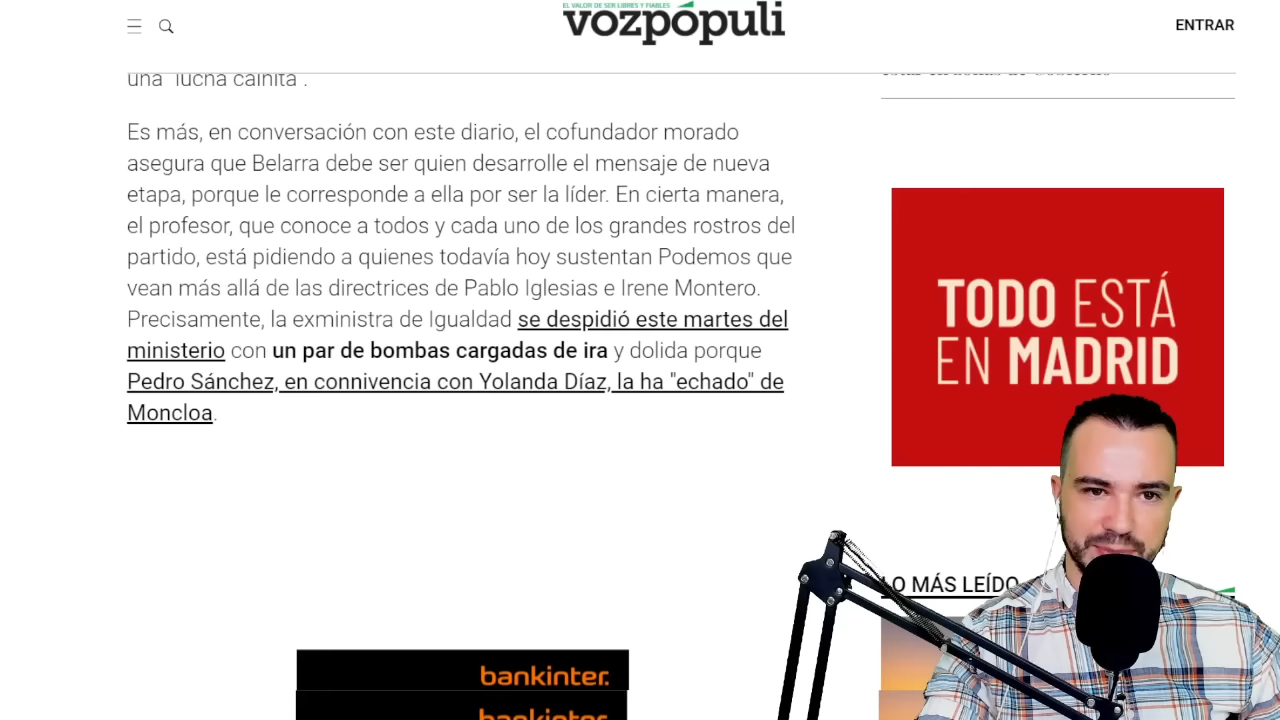 EL VALOR DE SER LIBRES Y FIABLES
vozpópuli
ENTRAR
una "lucha cainita".
Es más, en conversación con este diario, el cofundador morado
asegura que Belarra debe ser quien desarrolle el mensaje de nueva
etapa, porque le corresponde a ella por ser la líder. En cierta manera,
el profesor, que conoce a todos y cada uno de los grandes rostros del
partido, está pidiendo a quienes todavía hoy sustentan Podemos que
vean más allá de las directrices de Pablo Iglesias e Irene Montero.
Precisamente, la exministra de Igualdad se despidió este martes del
ministerio con un par de bombas cargadas de ira y dolida porque
Pedro Sánchez, en connivencia con Yolanda Díaz, la ha "echado" de
Moncloa.
TODO ESTÁ
EN MADRID
LO MÁS LEÍDO
bankinter.
bankinter